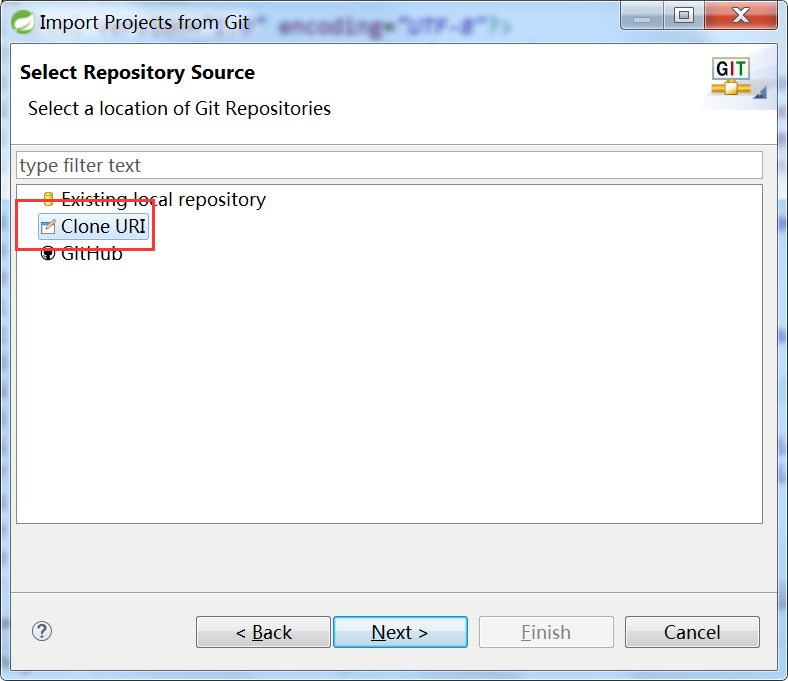 Import Projects from Git
encoding="UTF-8"?>
Select Repository Source
GIT
Select a location of Git Repositories
type filter text
Existing local repository
Clone URI
GitHub
?
< Back
Next >
Finish
Cancel